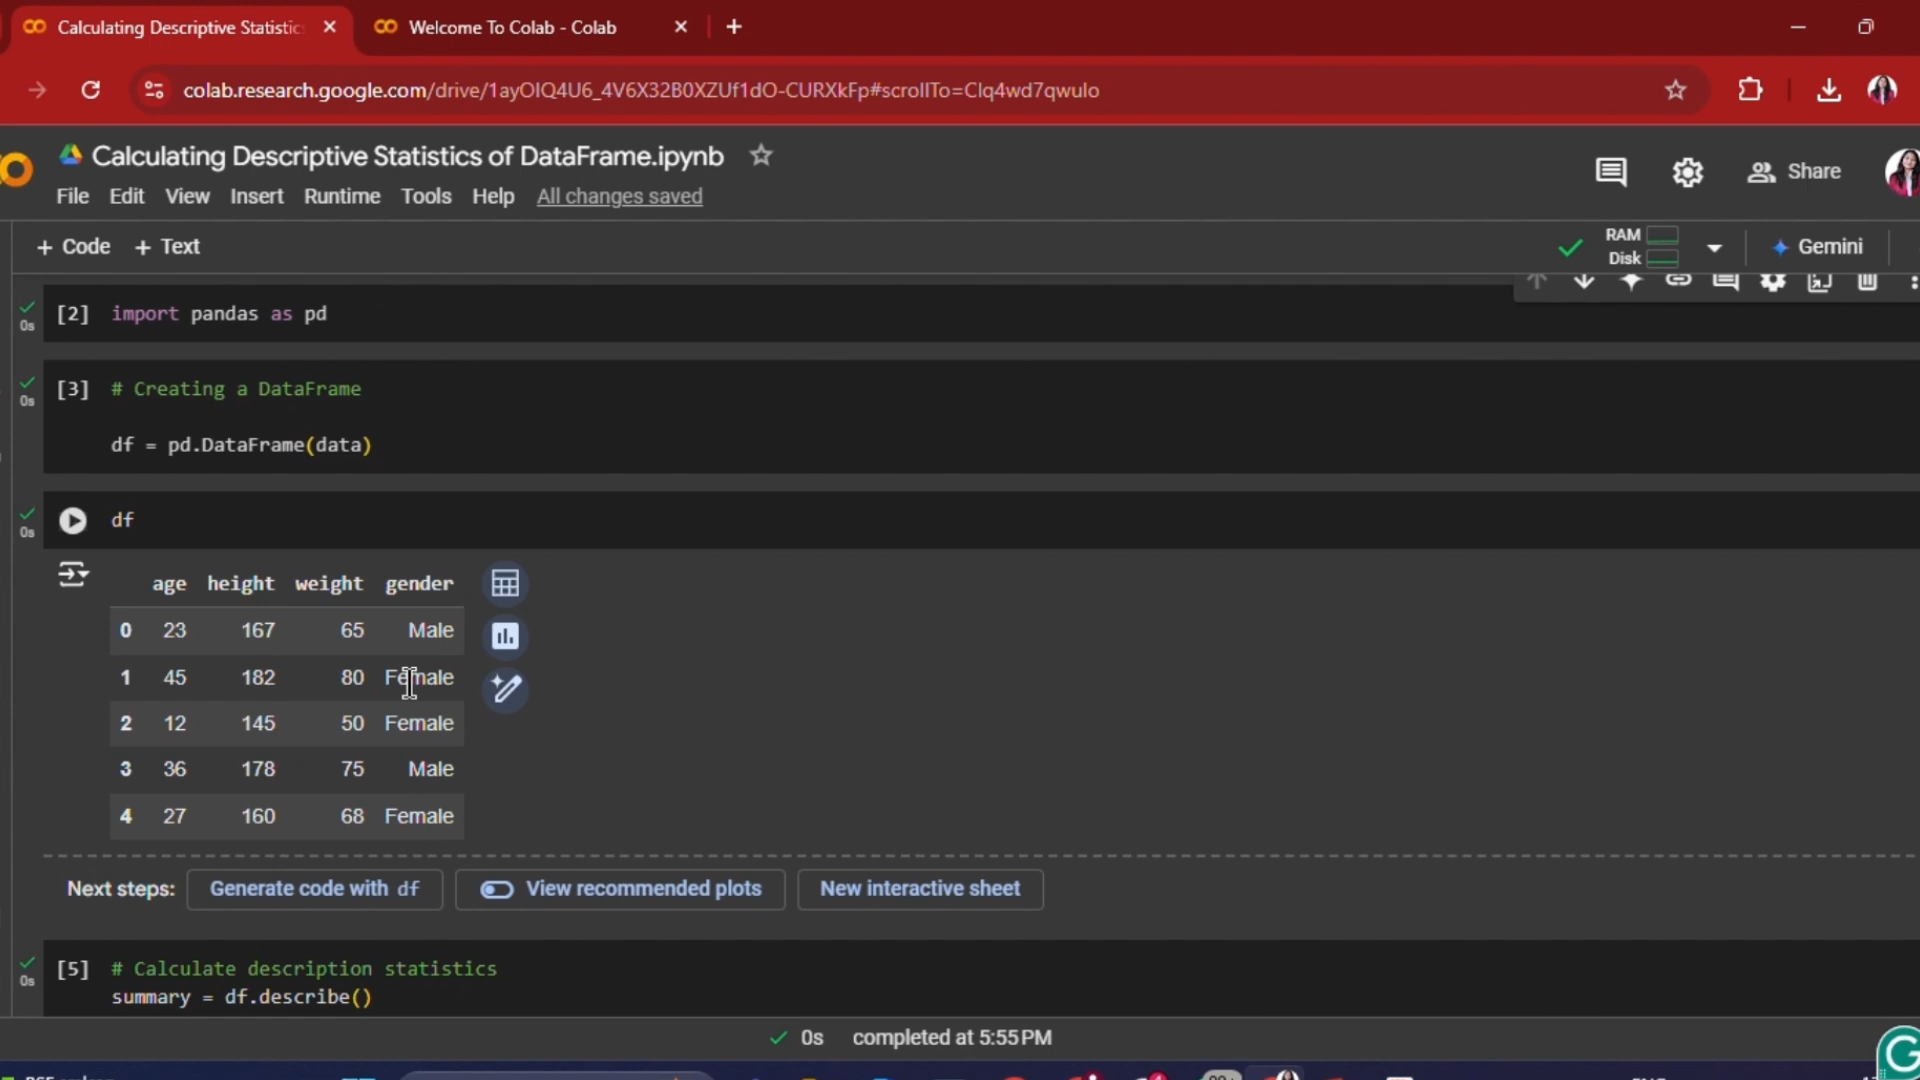 Calculating Descriptive Statistic
Welcome To Colab - Colab
colab.research.google.com/drive/1ayOIQ4U6_4V6X32B0XZUf1dO-CURXkFp#scrollTo=Clq4wd7qwulo
Calculating Descriptive Statistics of DataFrame.ipynb
File Edit View Insert Runtime Tools Help All changes saved
Share
+ Code + Text
RAM
Disk
Gemini
[2] import pandas as pd
0s
[3] # Creating a DataFrame
0s
df = pd.DataFrame(data)
df
0s
age height weight gender
0 23 167 65 Male
1 45 182 80 Female
2 12 145 50 Female
3 36 178 75 Male
4 27 160 68 Female
Next steps: Generate code with df View recommended plots New interactive sheet
[5] # Calculate description statistics
0s
summary = df.describe()
0s completed at 5:55 PM